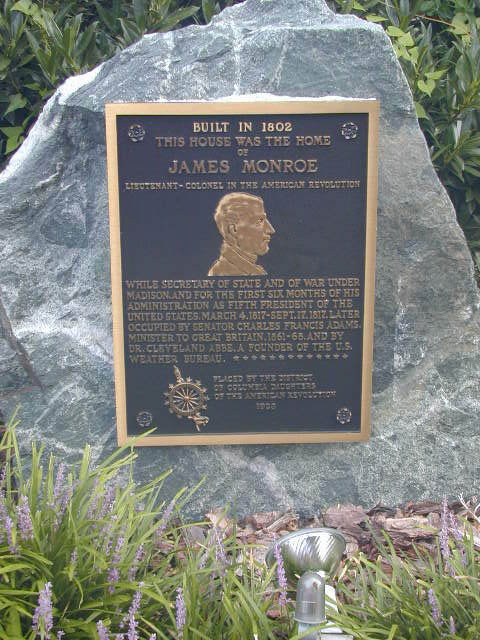 BUILT IN 1802
THIS HOUSE WAS THE HOME
OF
JAMES MONROE
LIEUTENANT-COLONEL IN THE AMERICAN REVOLUTION
WHILE SECRETARY OF STATE AND OF WAR UNDER
MADISON, AND FOR THE FIRST SIX MONTHS OF HIS
ADMINISTRATION AS FIFTH PRESIDENT OF THE
UNITED STATES, MARCH 4, 1817-SEPT. 17, 1817. LATER
OCCUPIED BY SENATOR CHARLES FRANCIS ADAMS,
MINISTER TO GREAT BRITAIN, 1861-68, AND BY
DR. CLEVELAND ABBE, A FOUNDER OF THE U.S.
WEATHER BUREAU.
PLACED BY THE DISTRICT
OF COLUMBIA DAUGHTERS
OF THE AMERICAN REVOLUTION